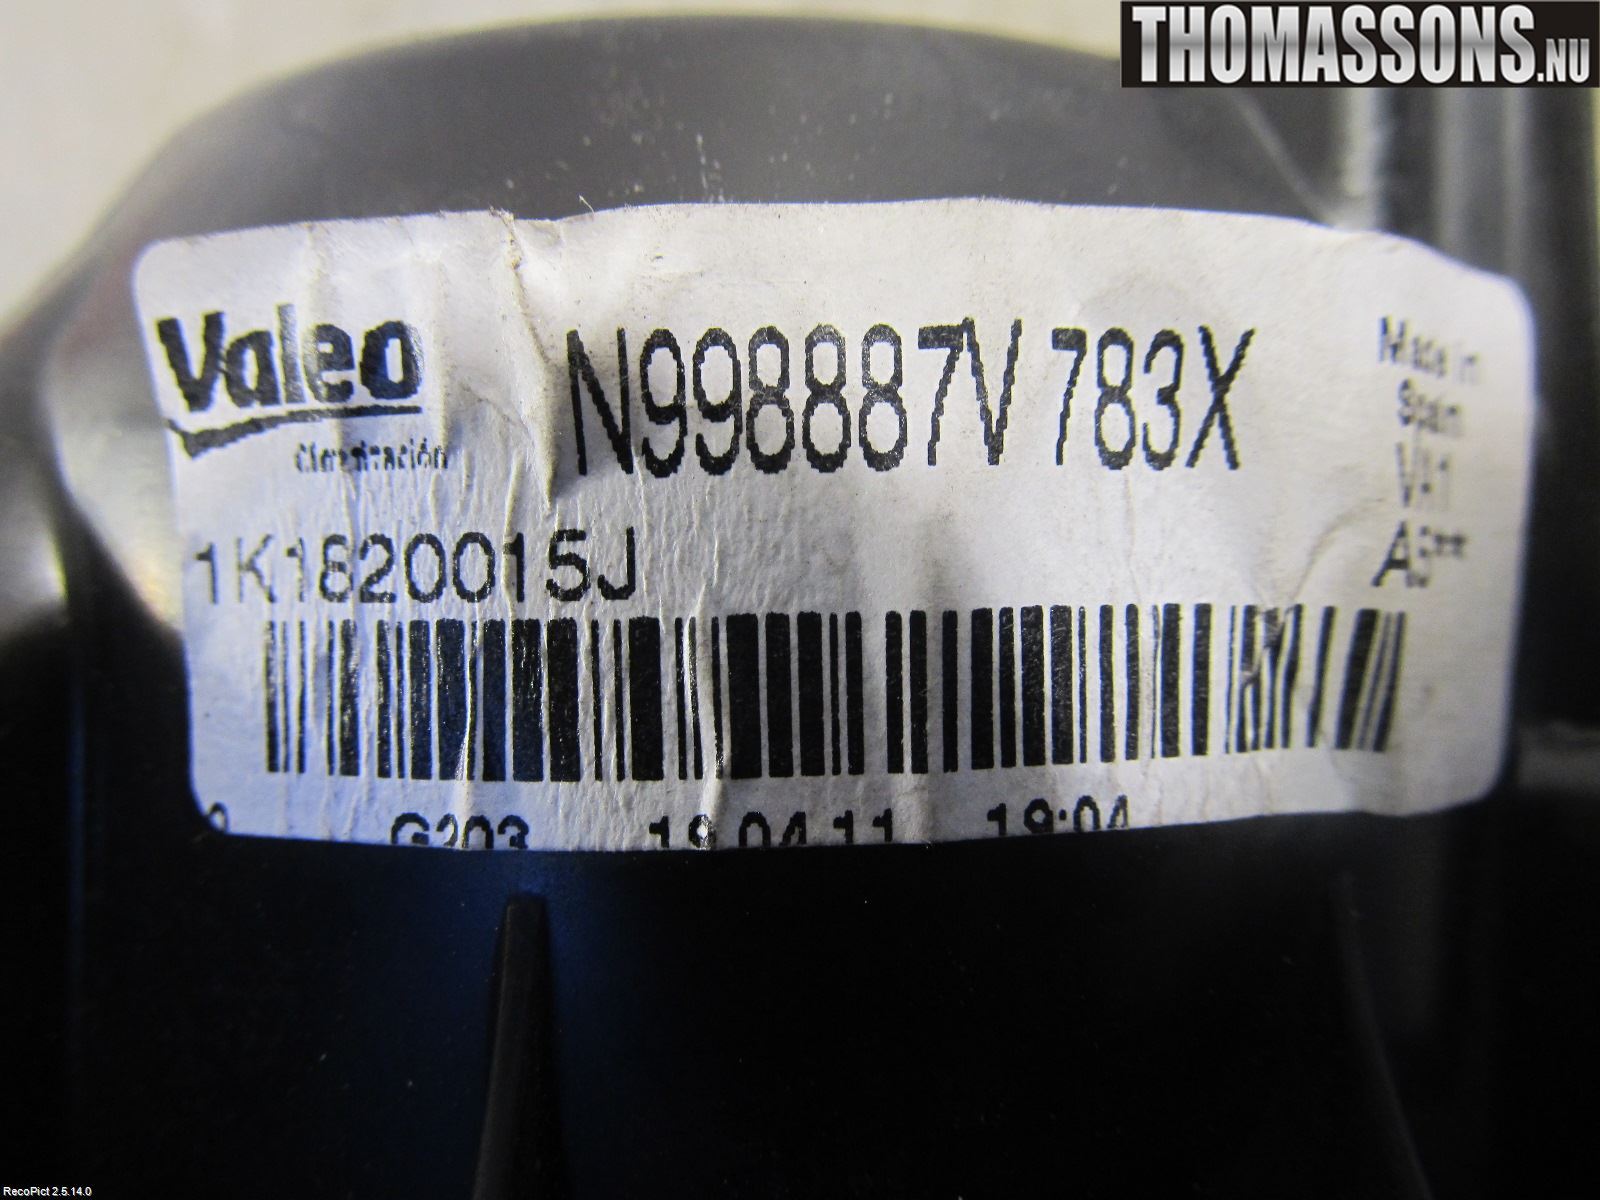 THOMASSONS.NU
Valeo
Climatización
N998887V 783X
Made in
Spain
1K1820015J
G203 19.04.11 19:04
RecoPict 2.5.14.0